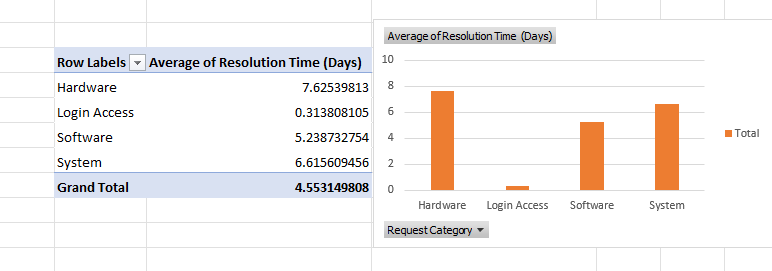 Row Labels Average of Resolution Time (Days)
Hardware 7.62539813
Login Access 0.313808105
Software 5.238732754
System 6.615609456
Grand Total 4.553149808
Average of Resolution Time (Days)
10
8
6
4
2
0
Hardware Login Access Software System
Total
Request Category